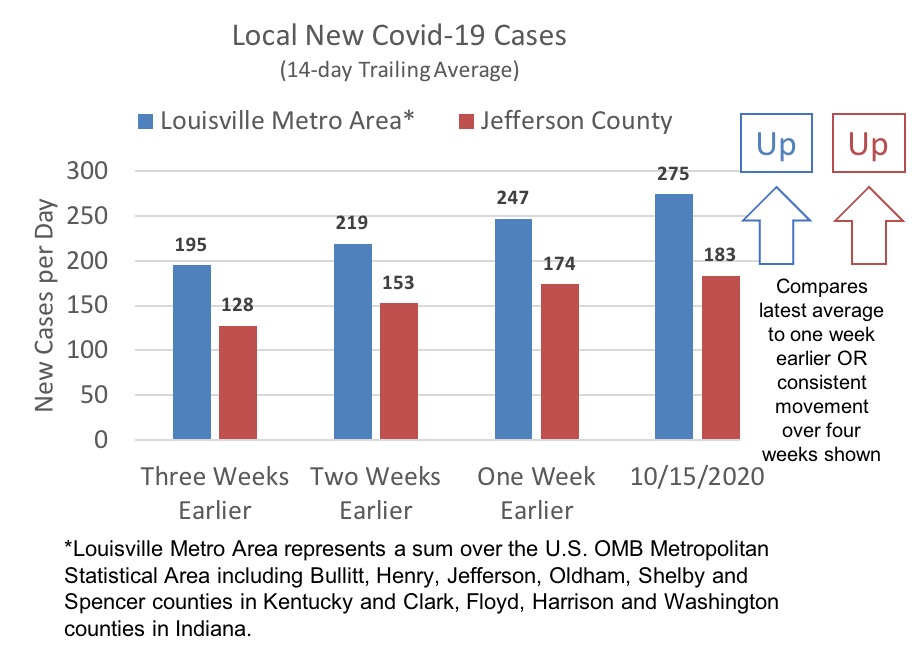 Local New Covid-19 Cases
(14-day Trailing Average)
Louisville Metro Area*
Jefferson County
Up
Up
New Cases per Day
300
250
200
150
100
50
0
195
128
219
153
247
174
275
183
Three Weeks
Earlier
Two Weeks
Earlier
One Week
Earlier
10/15/2020
Compares
latest average
to one week
earlier OR
consistent
movement
over four
weeks shown
*Louisville Metro Area represents a sum over the U.S. OMB Metropolitan
Statistical Area including Bullitt, Henry, Jefferson, Oldham, Shelby and
Spencer counties in Kentucky and Clark, Floyd, Harrison and Washington
counties in Indiana.